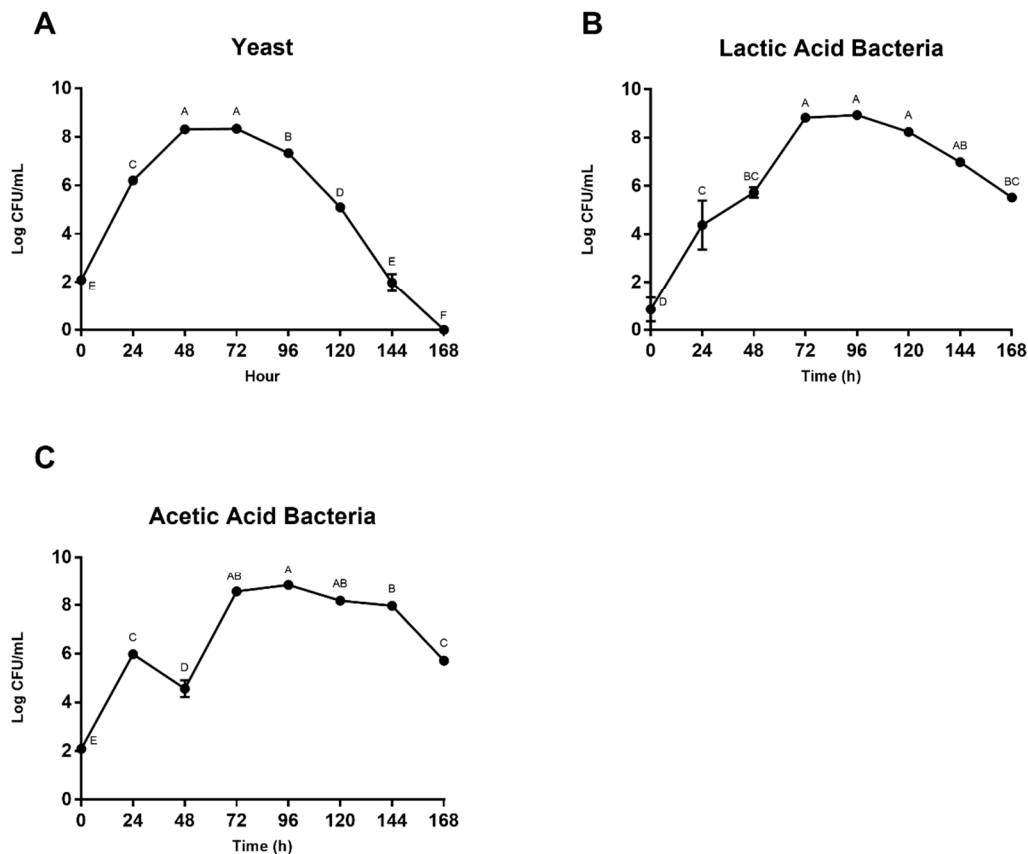 A
Yeast
10
8
6
4
2
0
Log CFU/mL
E
C
A
A
B
D
E
F
0 24 48 72 96 120 144 168
Hour
B
Lactic Acid Bacteria
10
8
6
4
2
0
Log CFU/mL
D
C
BC
A
A
A
AB
BC
0 24 48 72 96 120 144 168
Time (h)
C
Acetic Acid Bacteria
10
8
6
4
2
0
Log CFU/mL
E
C
D
AB
A
AB
B
C
0 24 48 72 96 120 144 168
Time (h)